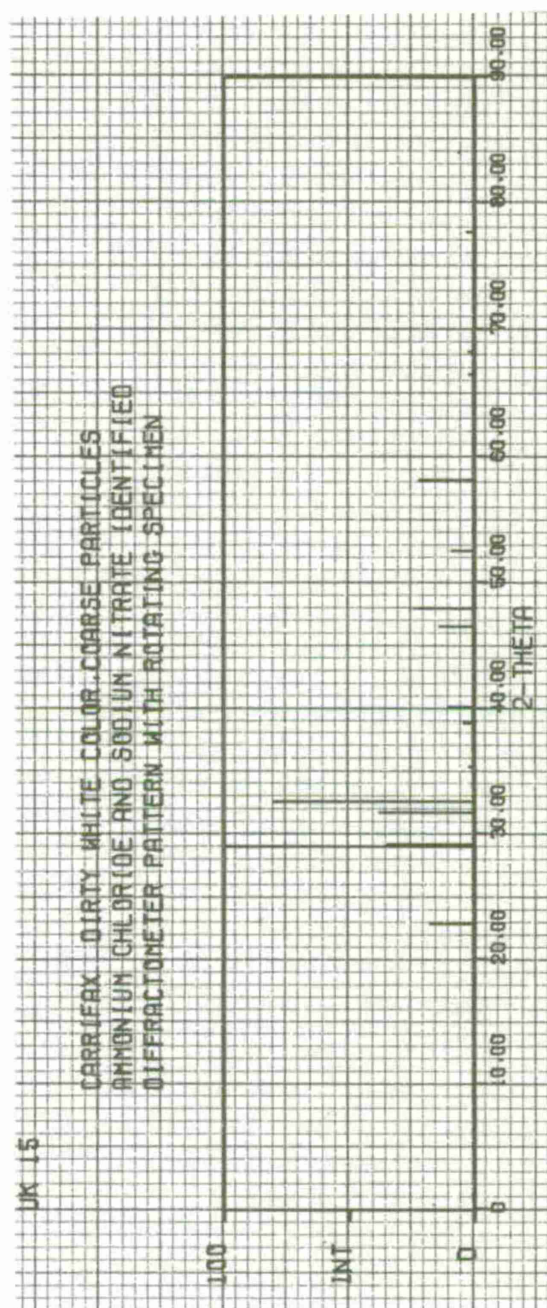 UK 15
CARRIFAX DIRTY WHITE COLOR,COARSE PARTICLES
AMMONIUM CHLORIDE AND SODIUM NITRATE IDENTIFIED
DIFFRACTOMETER PATTERN WITH ROTATING SPECIMEN
100
INT
0
0 10.00 20.00 30.00 40.00 50.00 60.00 70.00 80.00 90.00
2-THETA